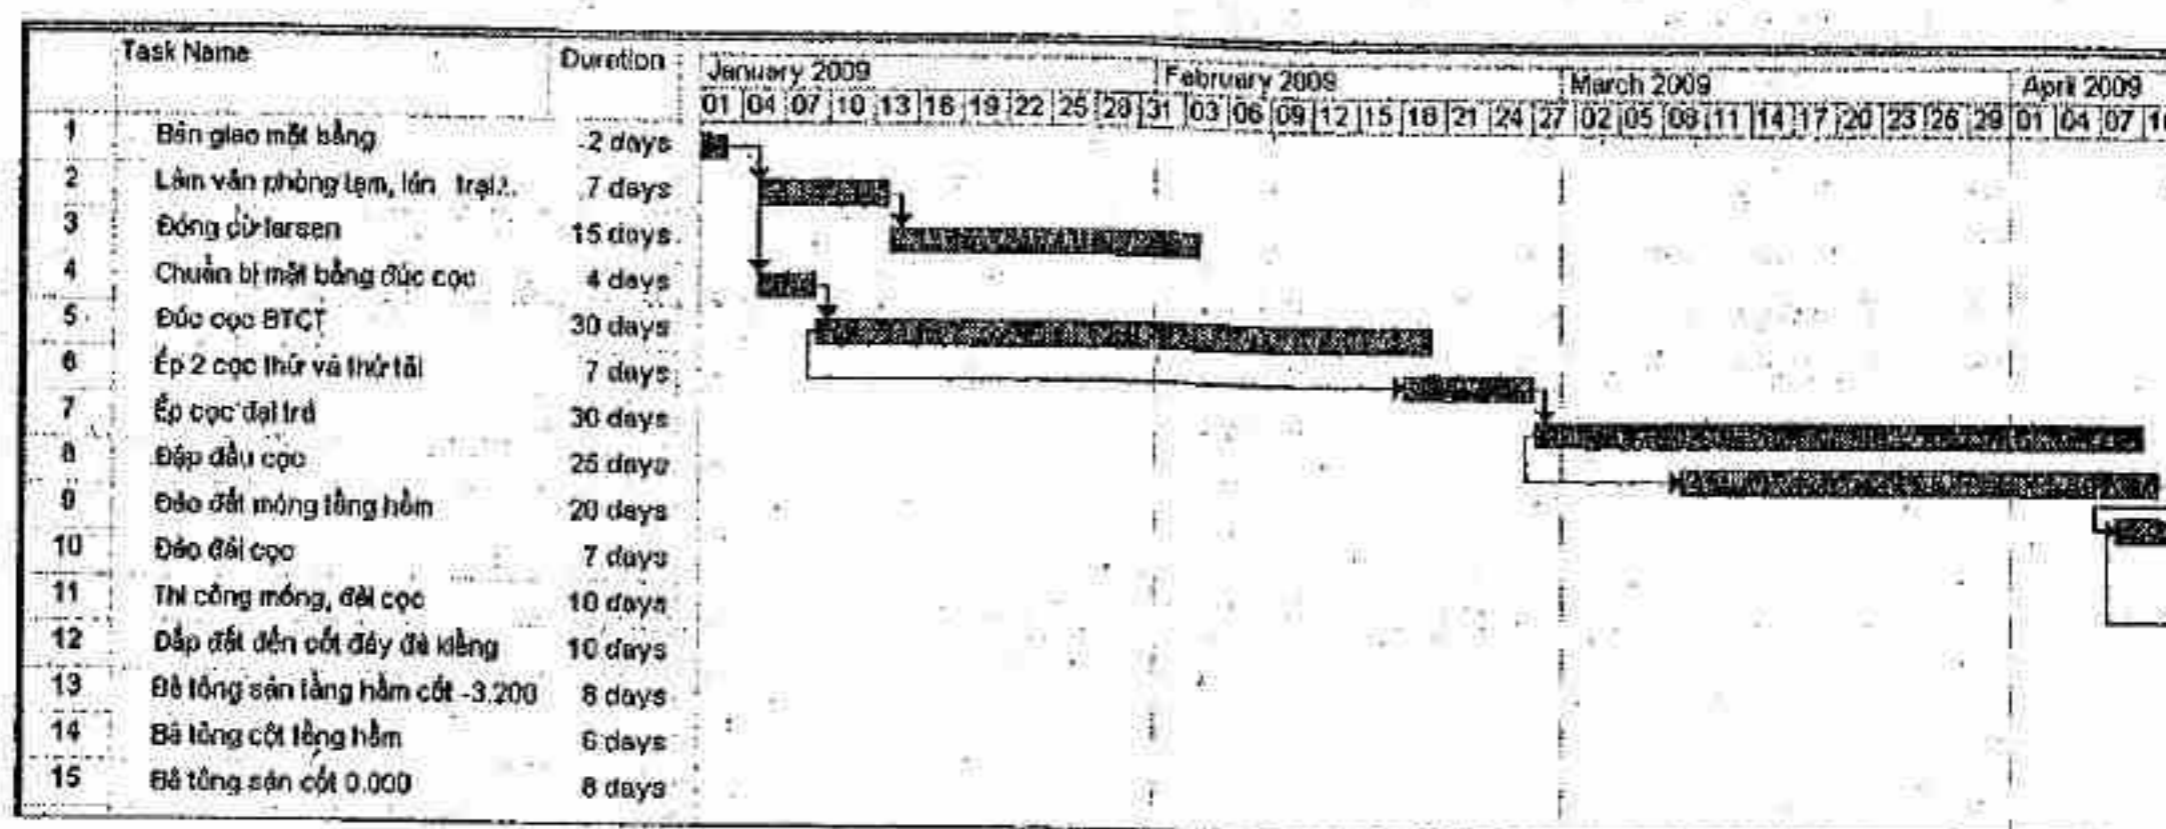 Task Name Duration January 2009 February 2009 March 2009 April 2009
01 04 07 10 13 16 19 22 25 28 31 03 06 09 12 15 18 21 24 27 02 05 08 11 14 17 20 23 26 29 01 04 07
1 Bàn giao mặt bằng 2 days
2 Làm văn phòng tạm, lán trại 7 days
3 Đóng cừ larsen 15 days
4 Chuẩn bị mặt bằng đúc cọc 4 days
5 Đúc cọc BTCT 30 days
6 Ép 2 cọc thử và thử tải 7 days
7 Ép cọc đại trà 30 days
8 Đập đầu cọc 25 days
9 Đào đất móng tầng hầm 20 days
10 Đào đài cọc 7 days
11 Thi công móng, đài cọc 10 days
12 Đắp đất đến cốt đáy đà kiềng 10 days
13 Bê tông sàn tầng hầm cốt -3.200 8 days
14 Bê tông cột tầng hầm 6 days
15 Bê tông sàn cốt 0.000 8 days